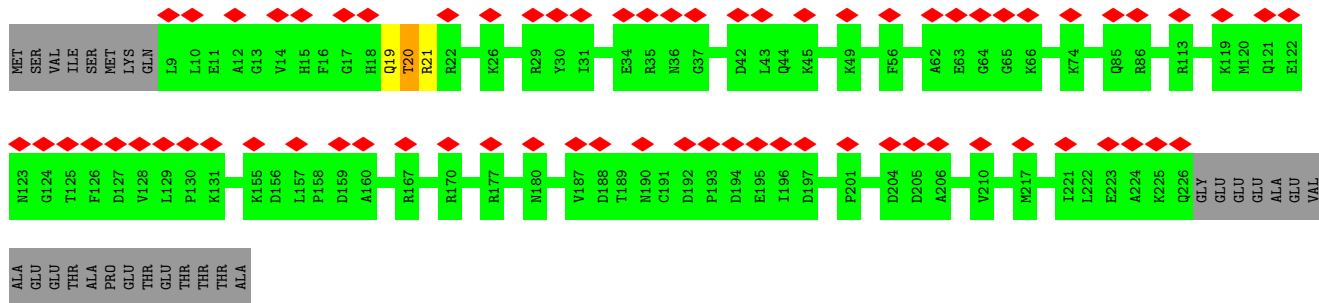 MET SER VAL ILE SER MET LYS GLN L9 L10 E11 A12 G13 V14 H15 F16 G17 H18 Q19 T20 R21 R22 K26 R29 Y30 I31 E34 R35 N36 G37 D42 L43 Q44 K45 K49 F56 A62 E63 G64 G65 K66 K74 Q85 R86 R113 K119 M120 Q121 E122
N123 G124 T125 F126 D127 V128 L129 P130 K131 K155 D156 L157 P158 D159 A160 R167 R170 R177 N180 V187 D188 T189 N190 C191 D192 P193 D194 E195 I196 D197 P201 D204 D205 A206 V210 M217 I221 L222 E223 A224 K225 Q226 GLY GLU GLU GLU GLU ALA GLU VAL
ALA GLU GLU THR ALA PRO GLU THR GLU THR THR THR ALA